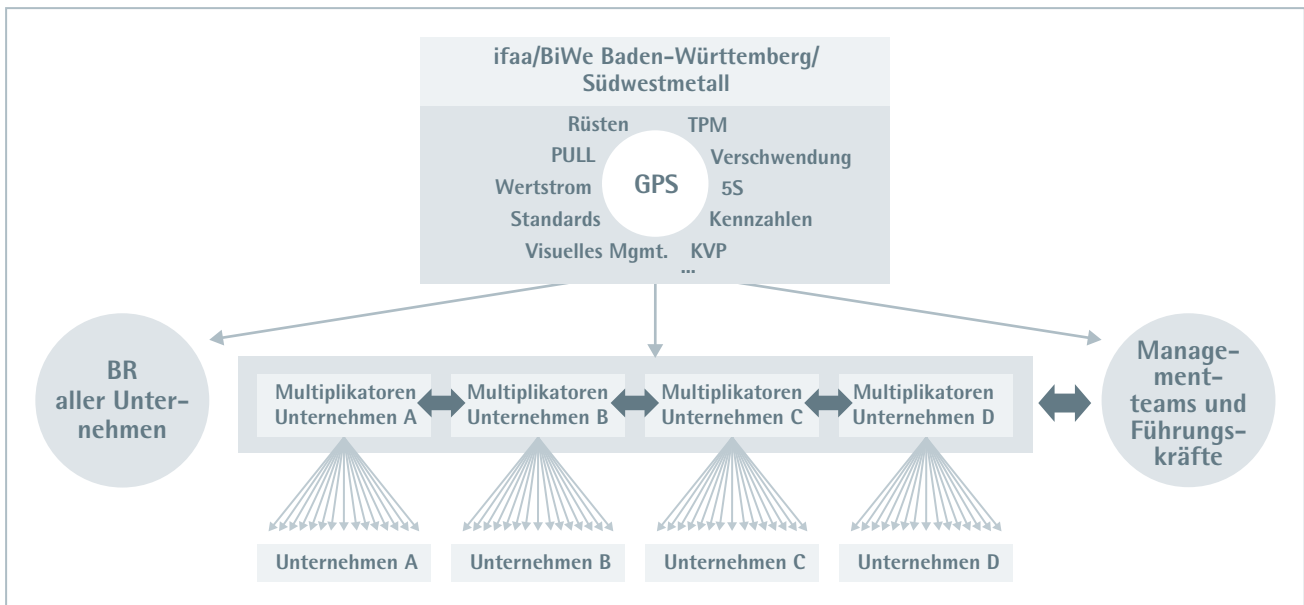 ifaa/BiWe Baden-Württemberg/
Südwestmetall
Rüsten TPM
PULL Verschwendung
Wertstrom GPS 5S
Standards Kennzahlen
Visuelles Mgmt. KVP
...
BR
aller Unter-
nehmen
Multiplikatoren
Unternehmen A
Multiplikatoren
Unternehmen B
Multiplikatoren
Unternehmen C
Multiplikatoren
Unternehmen D
Manage-
ment-
teams und
Führungs-
kräfte
Unternehmen A
Unternehmen B
Unternehmen C
Unternehmen D